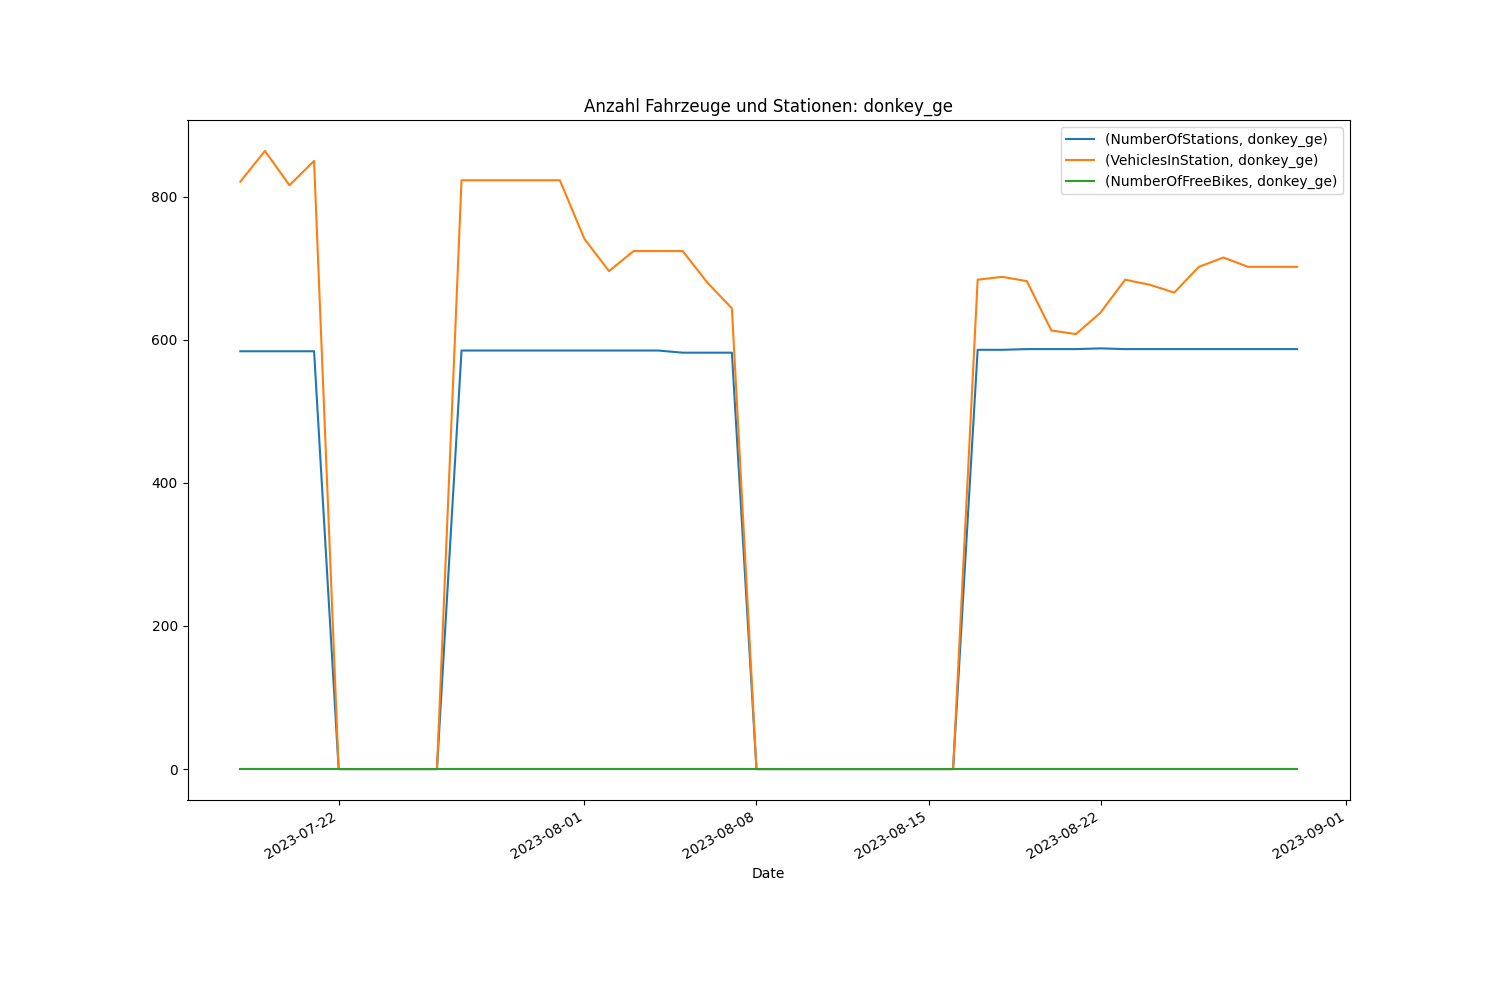 Anzahl Fahrzeuge und Stationen: donkey_ge
(NumberOfStations, donkey_ge)
(VehiclesInStation, donkey_ge)
(NumberOfFreeBikes, donkey_ge)
800
600
400
200
0
2023-07-22
2023-08-01
2023-08-08
2023-08-15
2023-08-22
2023-09-01
Date